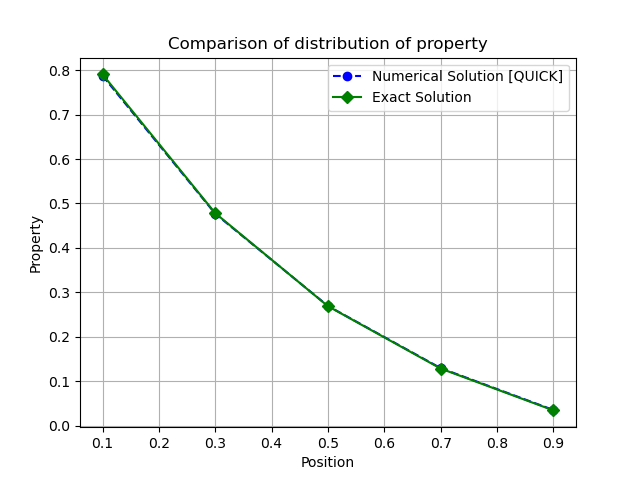 Comparison of distribution of property
Numerical Solution [QUICK]
Exact Solution
Property
0.8
0.7
0.6
0.5
0.4
0.3
0.2
0.1
0.0
0.1 0.2 0.3 0.4 0.5 0.6 0.7 0.8 0.9
Position